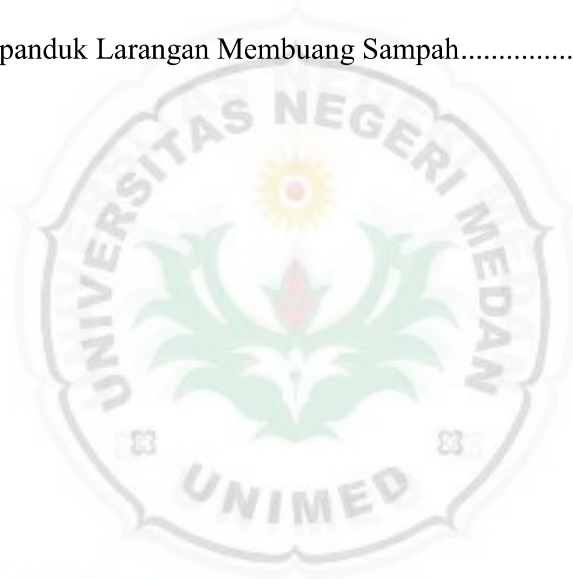 panduk Larangan Membuang Sampah...............
UNIVERSITAS NEGERI MEDAN
UNIMED